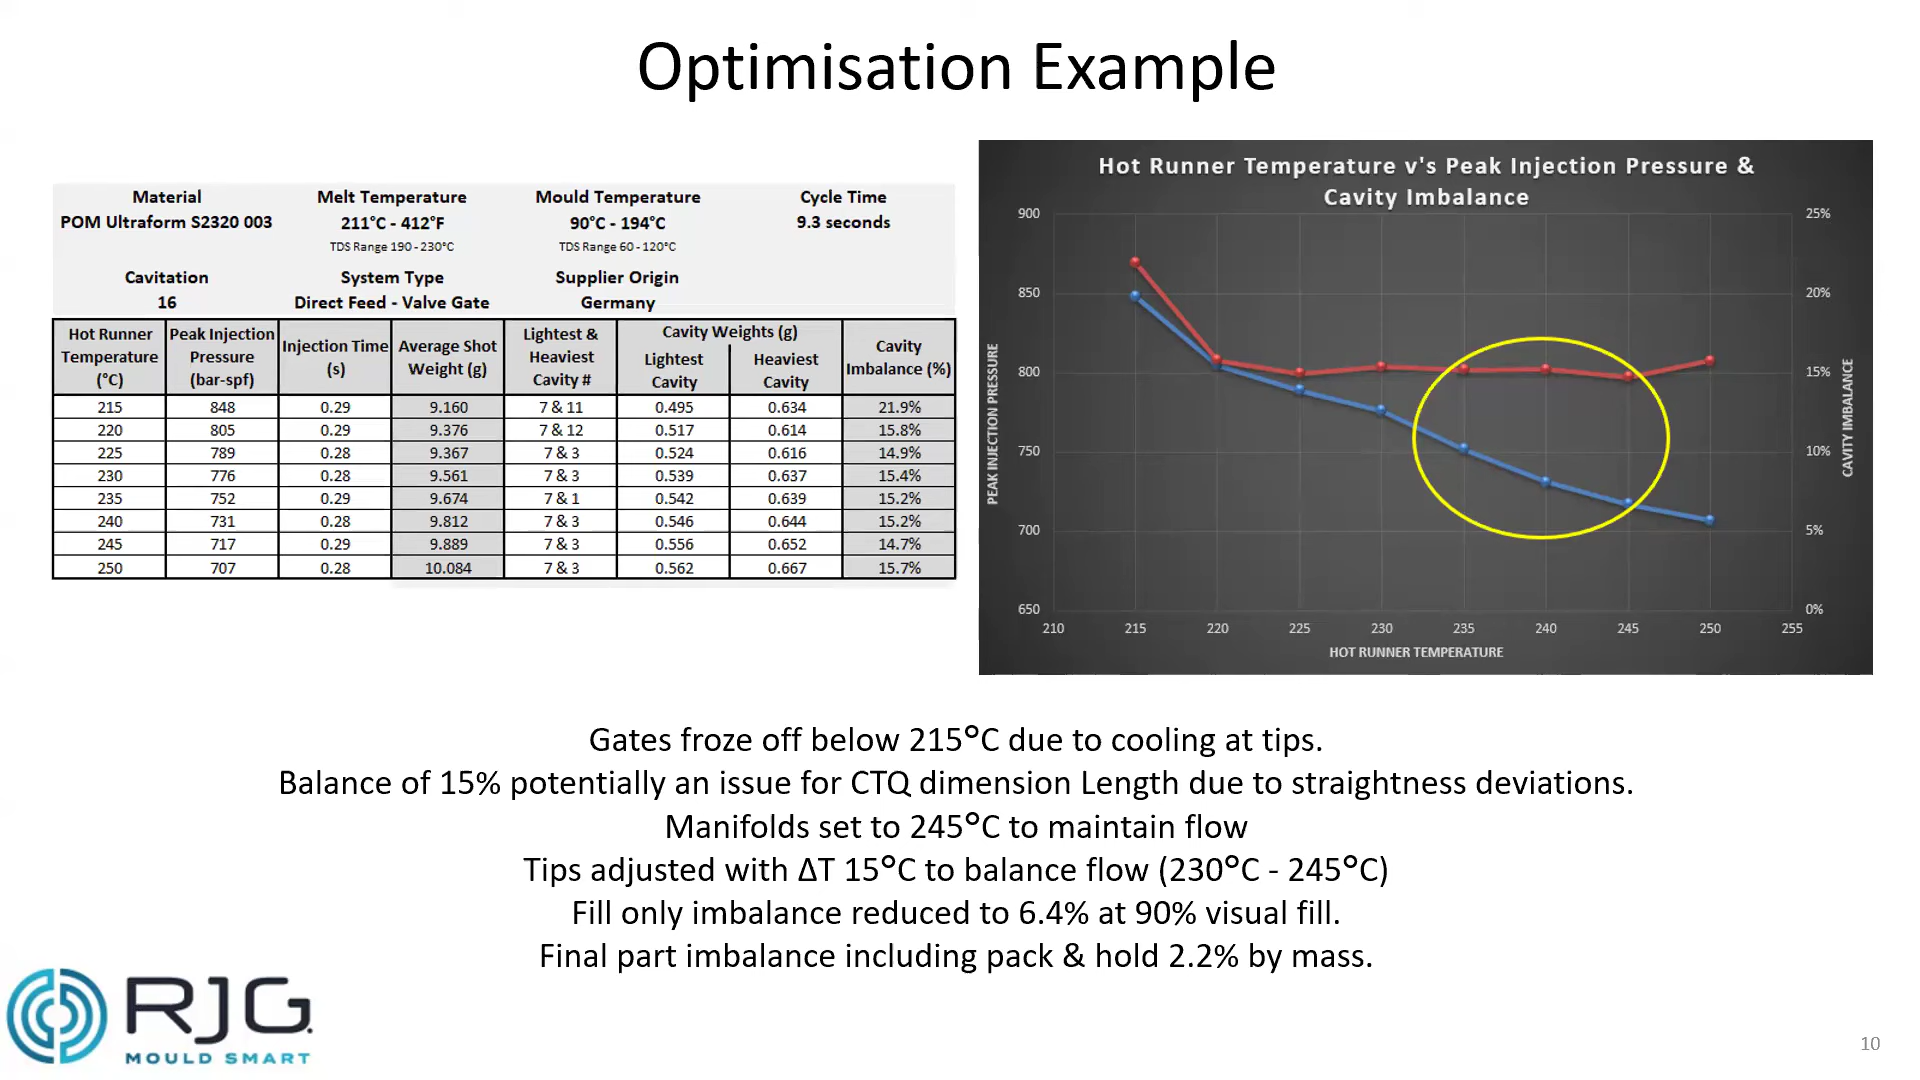 Optimisation Example
Material Melt Temperature Mould Temperature Cycle Time
POM Ultraform S2320 003 211°C - 412°F 90°C - 194°C 9.3 seconds
TDS Range 190 - 230°C TDS Range 60 - 120°C
Cavitation System Type Supplier Origin
16 Direct Feed - Valve Gate Germany
Hot Runner Temperature (°C) Peak Injection Pressure (bar-spf) Injection Time (s) Average Shot Weight (g) Lightest & Heaviest Cavity # Cavity Weights (g) Lightest Cavity Heaviest Cavity Cavity Imbalance (%)
215 848 0.29 9.160 7 & 11 0.495 0.634 21.9%
220 805 0.29 9.376 7 & 12 0.517 0.614 15.8%
225 789 0.28 9.367 7 & 3 0.524 0.616 14.9%
230 776 0.28 9.561 7 & 3 0.539 0.637 15.4%
235 752 0.29 9.674 7 & 1 0.542 0.639 15.2%
240 731 0.28 9.812 7 & 3 0.546 0.644 15.2%
245 717 0.29 9.889 7 & 3 0.556 0.652 14.7%
250 707 0.28 10.084 7 & 3 0.562 0.667 15.7%
Hot Runner Temperature v's Peak Injection Pressure &
Cavity Imbalance
PEAK INJECTION PRESSURE
900
850
800
750
700
650
25%
20%
15%
10%
5%
0%
CAVITY IMBALANCE
210 215 220 225 230 235 240 245 250 255
HOT RUNNER TEMPERATURE
Gates froze off below 215°C due to cooling at tips.
Balance of 15% potentially an issue for CTQ dimension Length due to straightness deviations.
Manifolds set to 245°C to maintain flow
Tips adjusted with ΔT 15°C to balance flow (230°C - 245°C)
Fill only imbalance reduced to 6.4% at 90% visual fill.
Final part imbalance including pack & hold 2.2% by mass.
RJG.
MOULD SMART
10